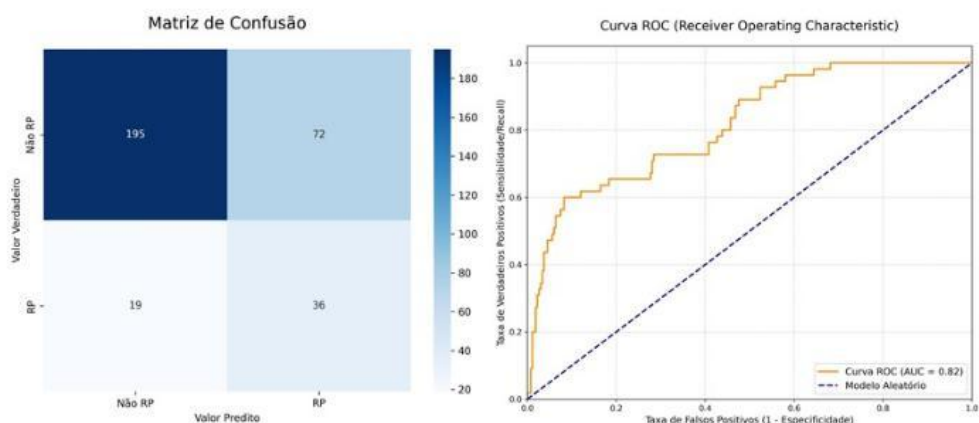 Matriz de Confusão
Não RP
RP
Valor Verdadeiro
195
72
19
36
Não RP
RP
Valor Predito
180
160
140
120
100
80
60
40
20
Curva ROC (Receiver Operating Characteristic)
Taxa de Verdadeiros Positivos (Sensibilidade/Recall)
1.0
0.8
0.6
0.4
0.2
0.0
0.0
0.2
0.4
0.6
0.8
1.0
Curva ROC (AUC = 0.82)
Modelo Aleatório
Taxa de Falsos Positivos (1 - Especificidade)